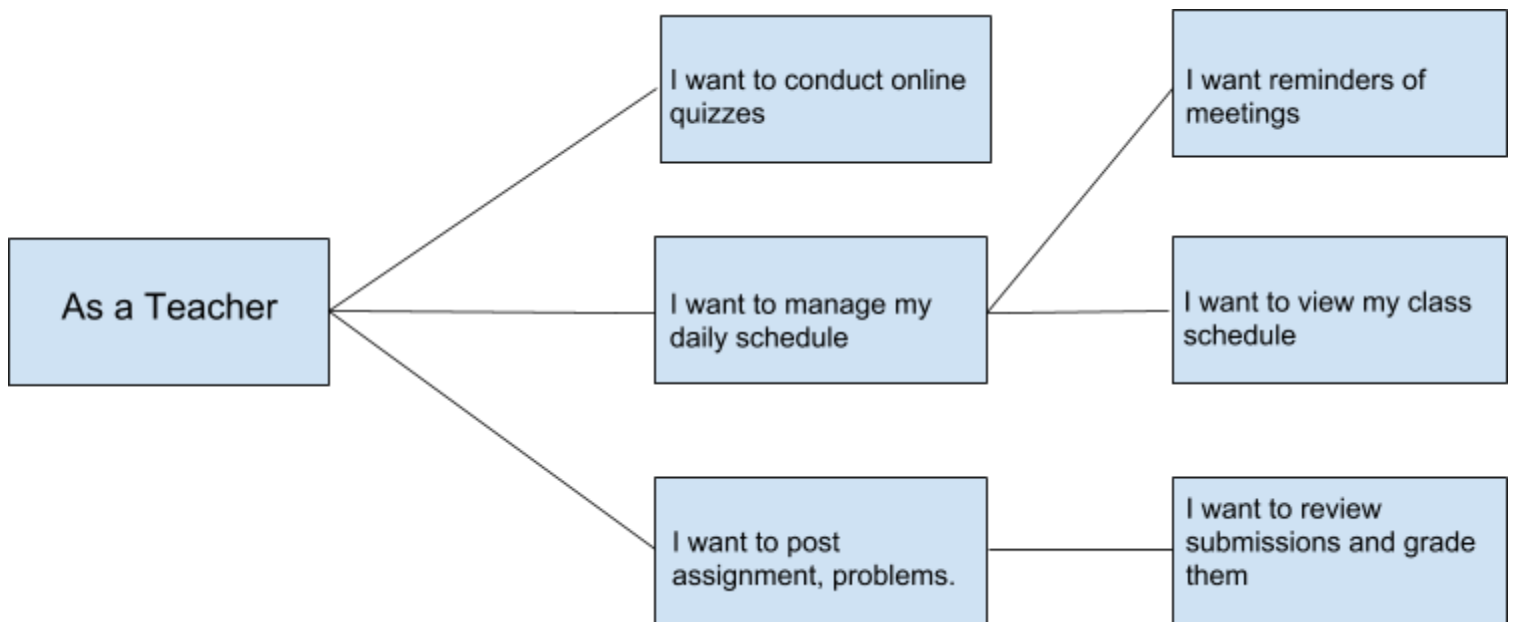 As a Teacher
I want to conduct online
quizzes
I want to manage my
daily schedule
I want to post
assignment, problems.
I want reminders of
meetings
I want to view my class
schedule
I want to review
submissions and grade
them